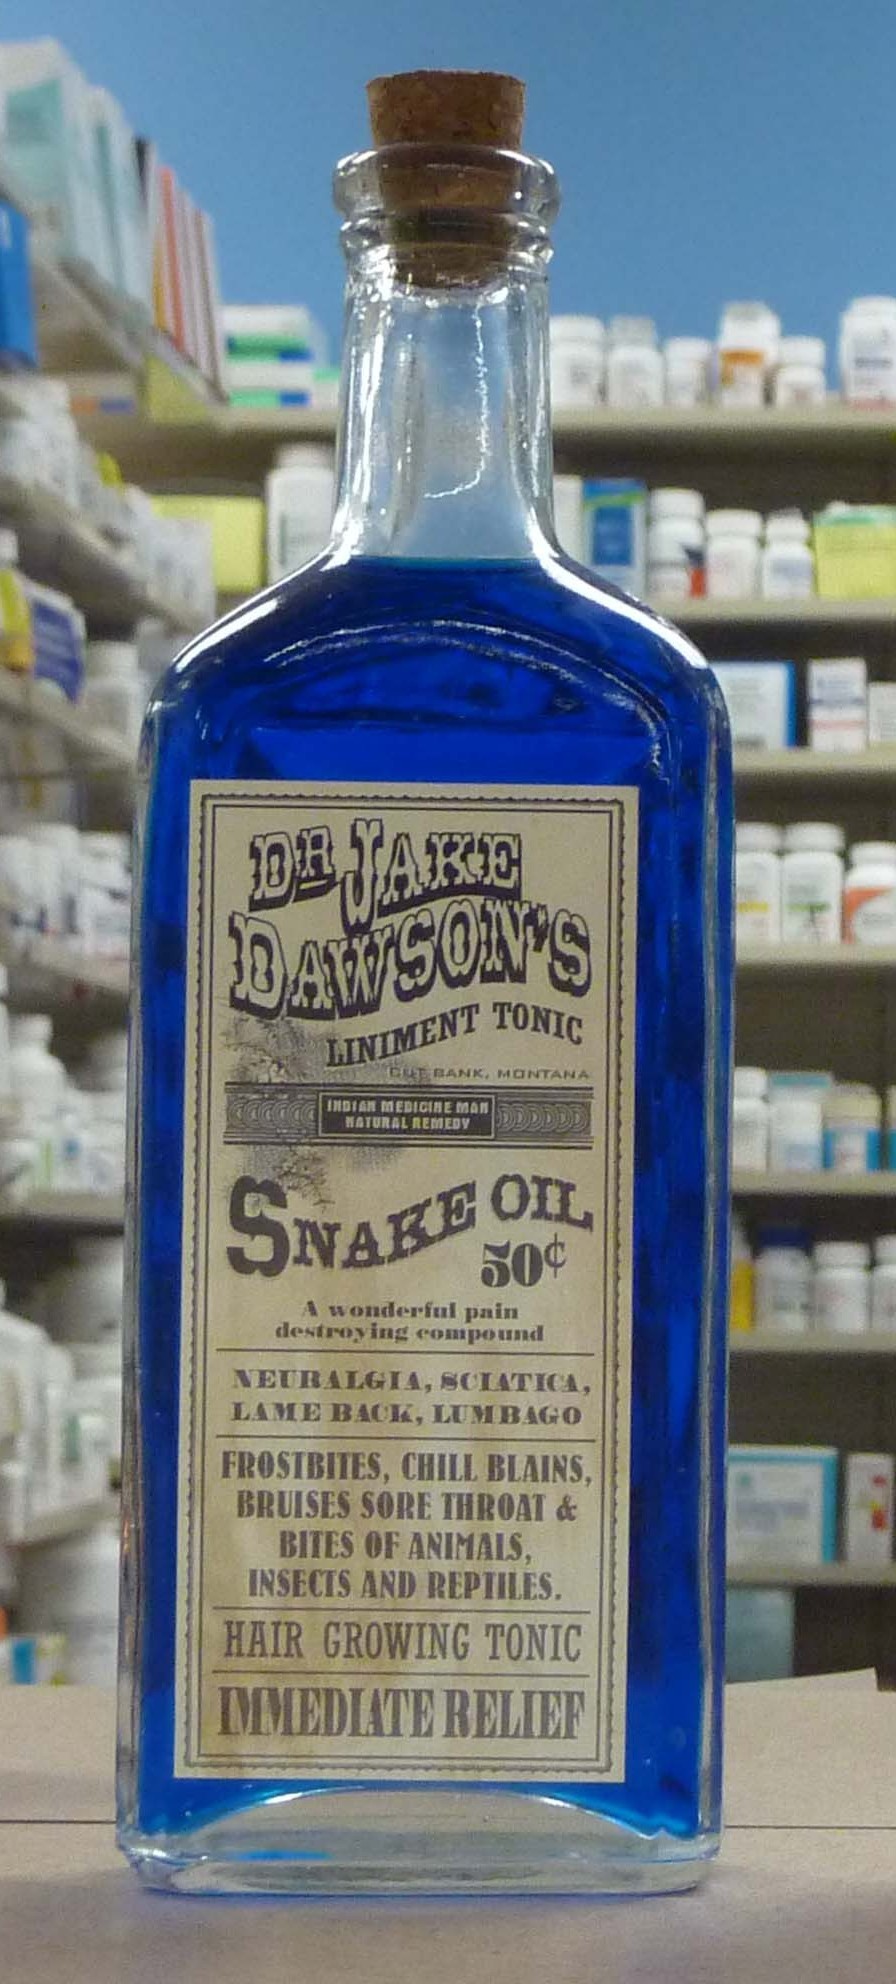 DR JAKE
DAWSON'S
LINIMENT TONIC
CUT BANK, MONTANA
INDIAN MEDICINE MAN
NATURAL REMEDY
SNAKE OIL
50¢
A wonderful pain
destroying compound
NEURALGIA, SCIATICA,
LAME BACK, LUMBAGO
FROSTBITES, CHILL BLAINS,
BRUISES SORE THROAT &
BITES OF ANIMALS,
INSECTS AND REPTILES.
HAIR GROWING TONIC
IMMEDIATE RELIEF